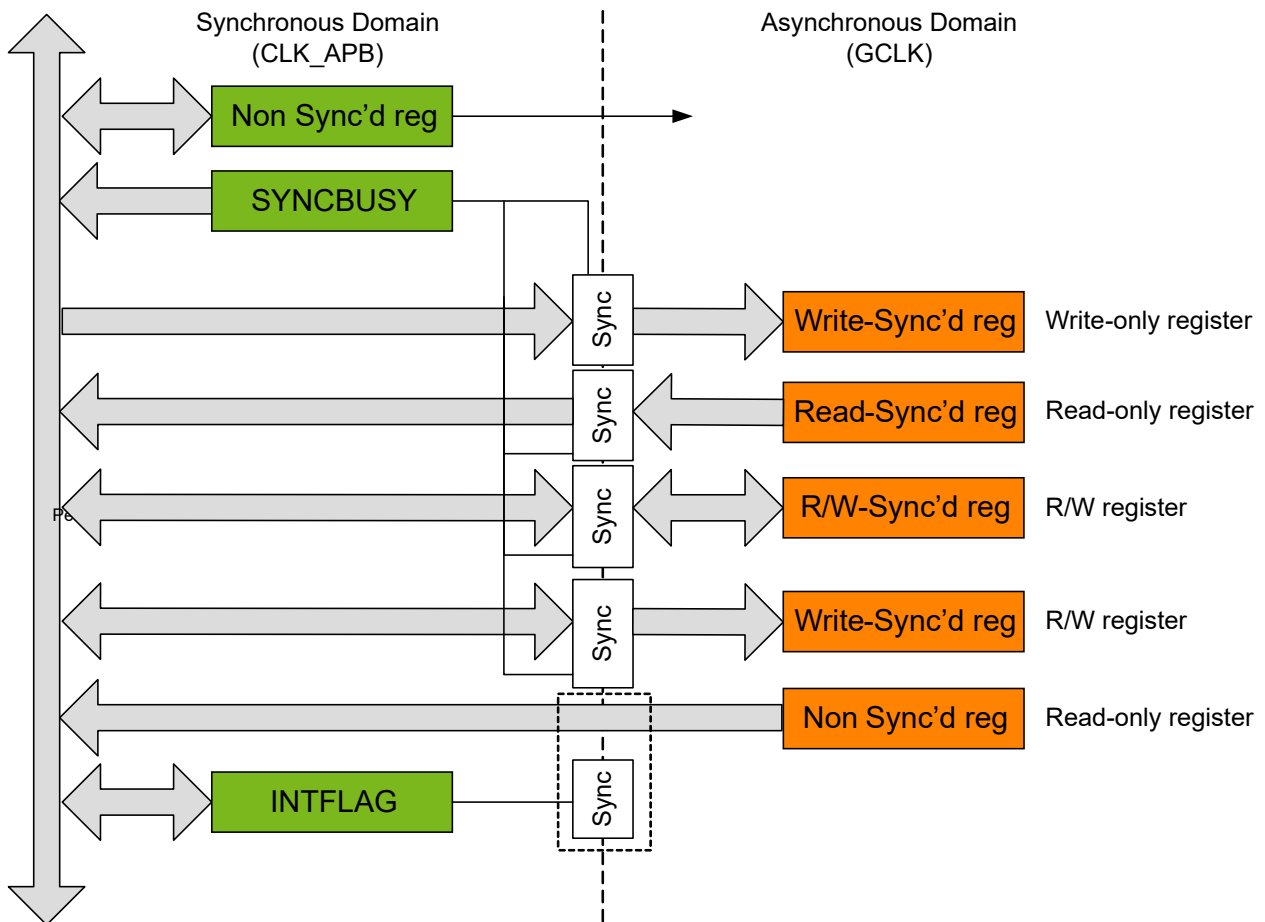 Synchronous Domain
(CLK_APB)
Asynchronous Domain
(GCLK)
Non Sync’d reg
SYNCBUSY
Sync
Write-Sync’d reg
Write-only register
Sync
Read-Sync’d reg
Read-only register
Sync
R/W-Sync’d reg
R/W register
Sync
Write-Sync’d reg
R/W register
Non Sync’d reg
Read-only register
INTFLAG
Sync